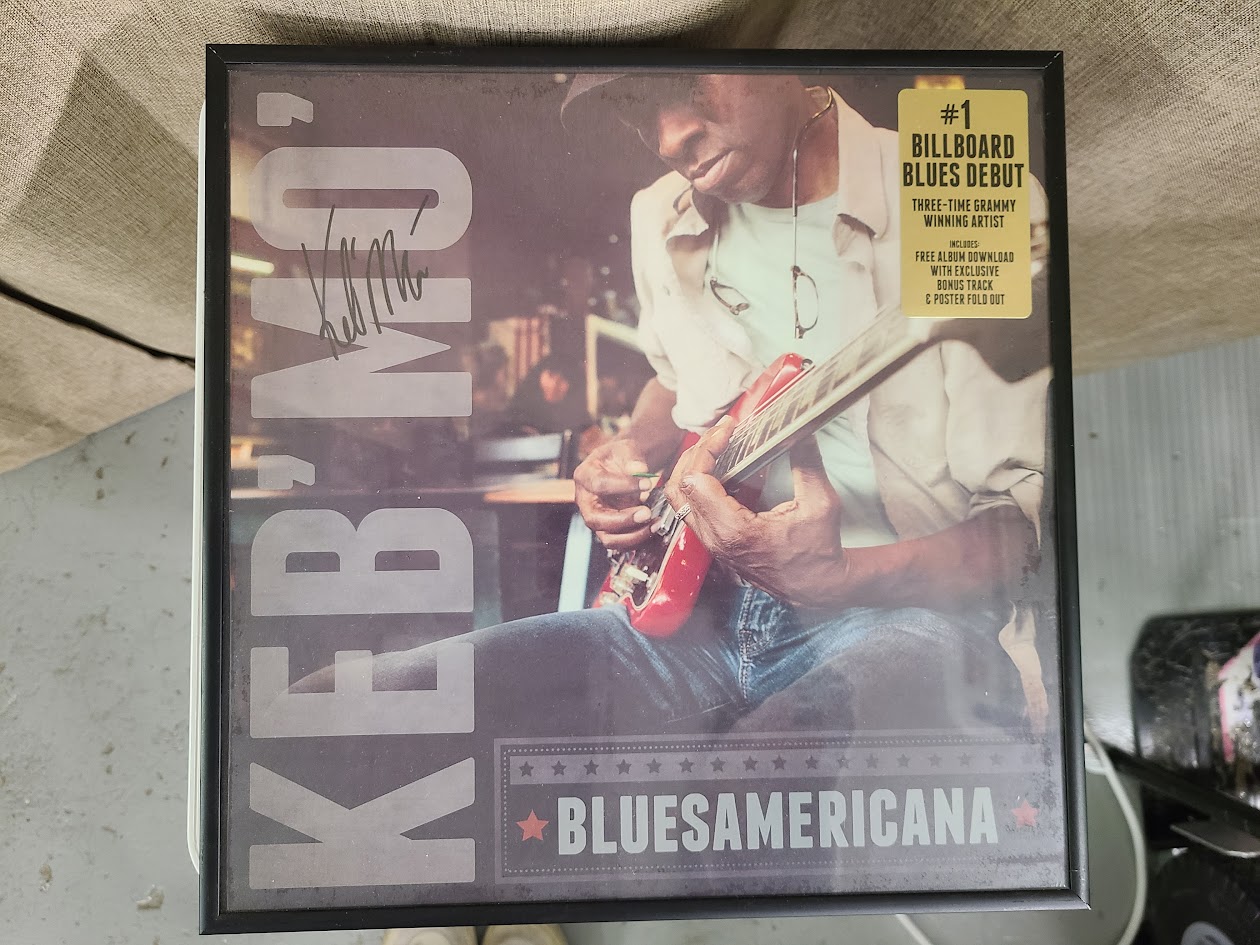 KEB' MO'
Keb' Mo'
#1
BILLBOARD
BLUES DEBUT
THREE-TIME GRAMMY
WINNING ARTIST
INCLUDES:
FREE ALBUM DOWNLOAD
WITH EXCLUSIVE
BONUS TRACK
& POSTER FOLD OUT
BLUESAMERICANA